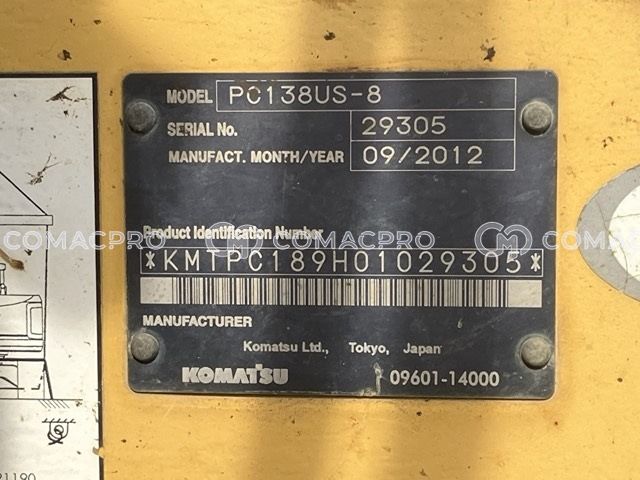 MODEL PC138US-8
SERIAL No. 29305
MANUFACT. MONTH/YEAR 09/2012
Product Identification Number
COMACPRO COMACPRO COMACPRO
*KMTPC189H01029305*
MANUFACTURER
Komatsu Ltd., Tokyo, Japan
KOMATSU 09601-14000